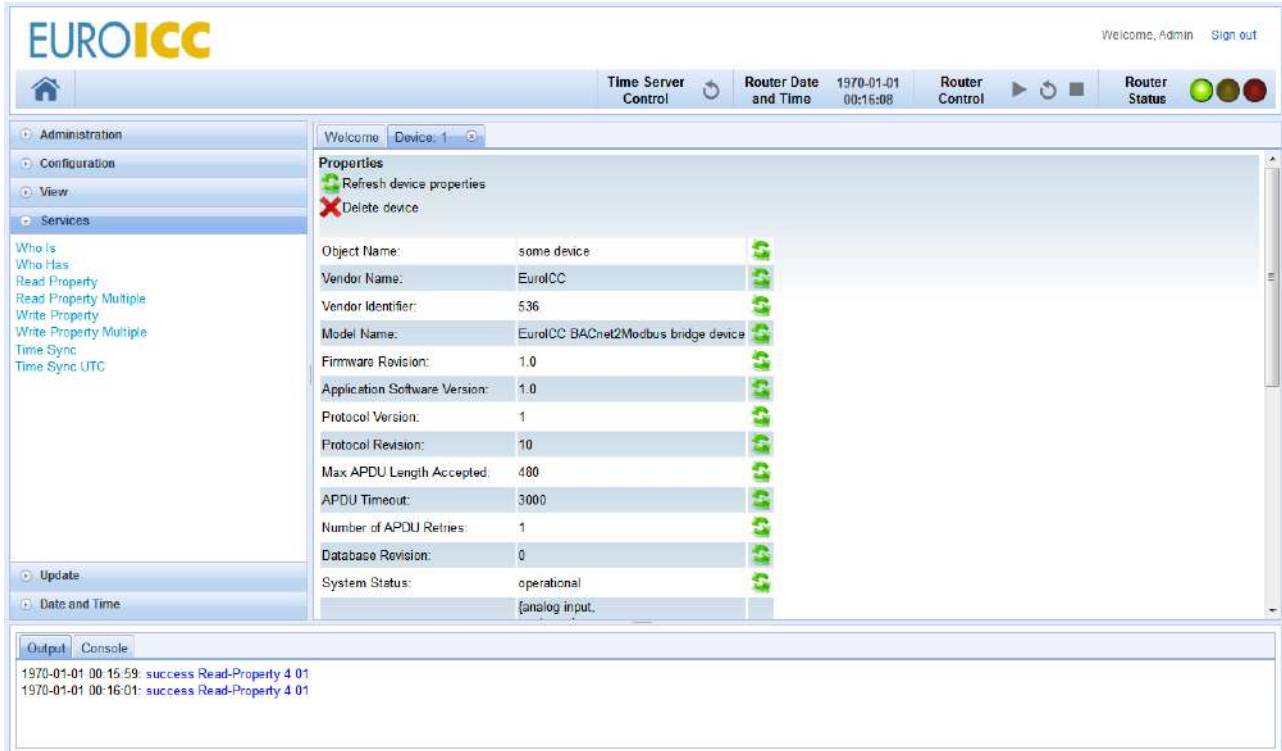 EUROICC
Welcome, Admin Sign out
Time Server Control
Router Date and Time
1970-01-01 00:16:08
Router Control
Router Status
Administration
Configuration
View
Services
Who Is
Who Has
Read Property
Read Property Multiple
Write Property
Write Property Multiple
Time Sync
Time Sync UTC
Update
Date and Time
Welcome Device: 1
Properties
Refresh device properties
Delete device
Object Name: some device
Vendor Name: EuroICC
Vendor Identifier: 536
Model Name: EuroICC BACnet2Modbus bridge device
Firmware Revision: 1.0
Application Software Version: 1.0
Protocol Version: 1
Protocol Revision: 10
Max APDU Length Accepted: 480
APDU Timeout: 3000
Number of APDU Retries: 1
Database Revision: 0
System Status: operational
{analog input,
Output Console
1970-01-01 00:15:59: success Read-Property 4 01
1970-01-01 00:16:01: success Read-Property 4 01